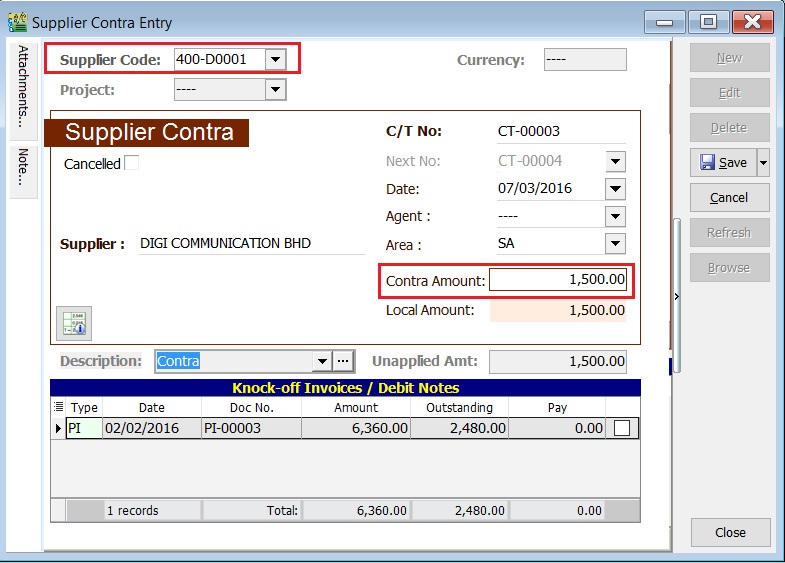 Supplier Contra Entry
Attachments...
Note...
Supplier Code: 400-D0001
Currency: ----
Project: ----
Supplier Contra
Cancelled
C/T No: CT-00003
Next No: CT-00004
Date: 07/03/2016
Agent : ----
Supplier : DIGI COMMUNICATION BHD
Area : SA
Contra Amount: 1,500.00
Local Amount: 1,500.00
Description: Contra ...
Unapplied Amt: 1,500.00
Knock-off Invoices / Debit Notes
Type Date Doc No. Amount Outstanding Pay
PI 02/02/2016 PI-00003 6,360.00 2,480.00 0.00
1 records Total: 6,360.00 2,480.00 0.00
New
Edit
Delete
Save
Cancel
Refresh
Browse
Close